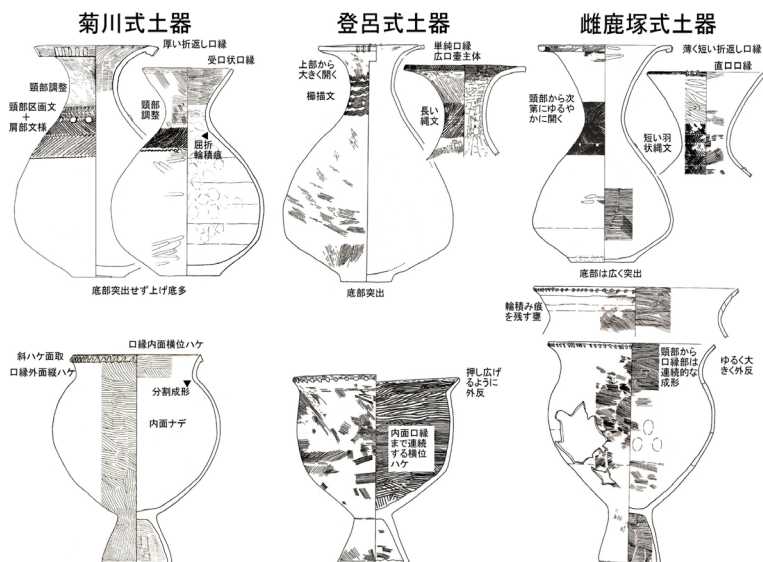 菊川式土器
厚い折返し口縁
受口状口縁
頸部調整
頸部区画文
＋
肩部文様
頸部
調整
屈折
輪積痕
底部突出せず上げ底多
登呂式土器
単純口縁
広口壷主体
上部から
大きく開く
櫛描文
長い
縄文
底部突出
雌鹿塚式土器
薄く短い折返し口縁
直口口縁
頸部から次
第にゆるや
かに開く
短い羽
状縄文
底部は広く突出
口縁内面横位ハケ
斜ハケ面取
口縁外面縦ハケ
分割成形
内面ナデ
押し広げ
るように
外反
内面口縁
まで連続
する横位
ハケ
輪積み痕
を残す甕
頸部から
口縁部は
連続的な
成形
ゆるく大
きく外反